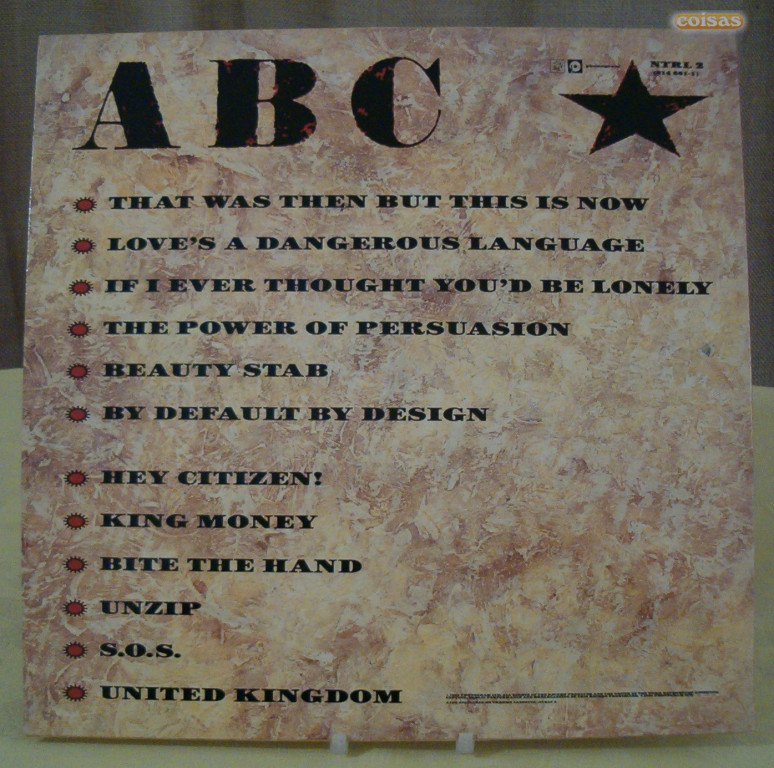 coisas
A B C
NTRL 2
THAT WAS THEN BUT THIS IS NOW
LOVE'S A DANGEROUS LANGUAGE
IF I EVER THOUGHT YOU'D BE LONELY
THE POWER OF PERSUASION
BEAUTY STAB
BY DEFAULT BY DESIGN
HEY CITIZEN!
KING MONEY
BITE THE HAND
UNZIP
S.O.S.
UNITED KINGDOM